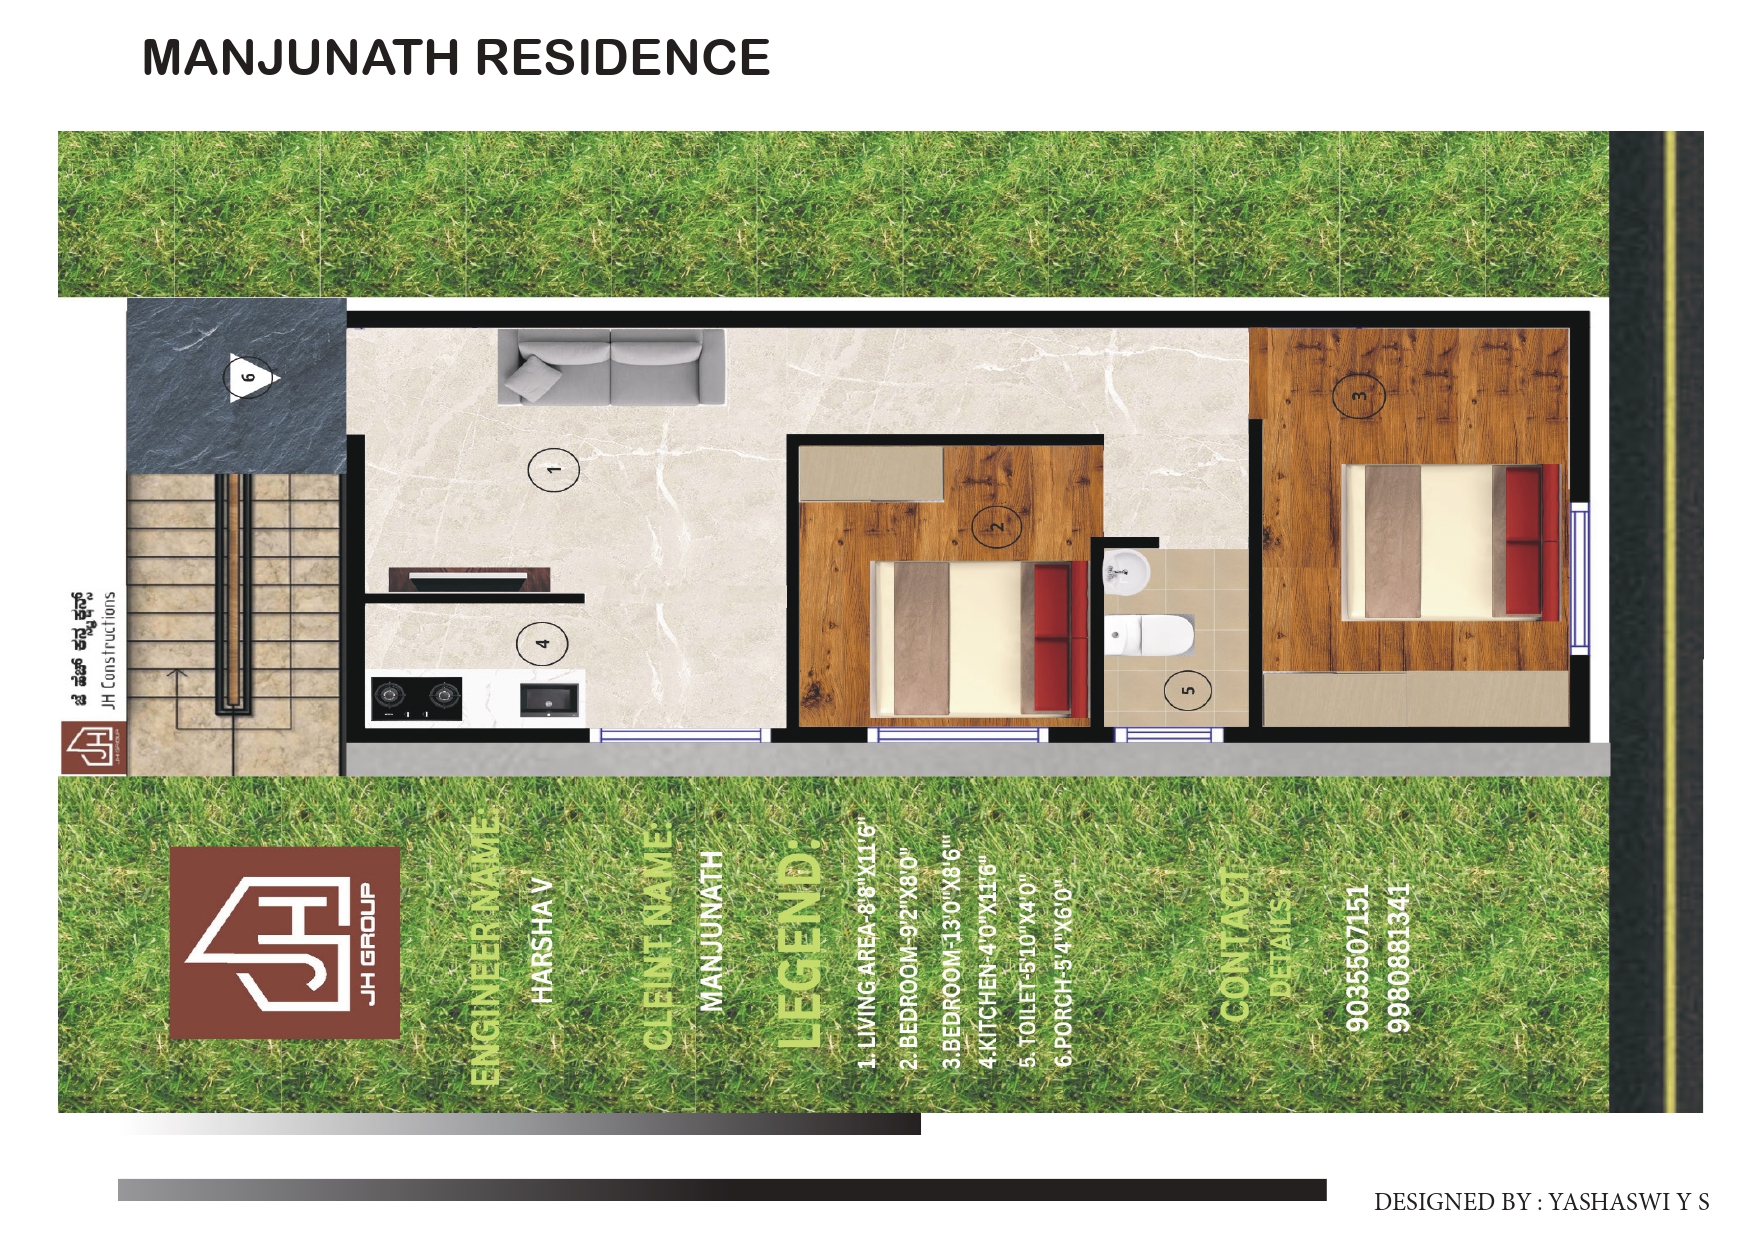 MANJUNATH RESIDENCE
6
1
2
3
4
5
ಜೆ ಹೆಚ್ ಕನ್ಸ್ಟ್ರಕ್ಷನ್ಸ್
JH Constructions
JH GROUP
JH GROUP
ENGINEER NAME:
HARSHA V
CLEINT NAME:
MANJUNATH
LEGEND:
1. LIVING AREA-8'8"X11'6"
2. BEDROOM-9'2"X8'0"
3.BEDROOM-13'0"X8'6"
4.KITCHEN-4'0"X11'6"
5. TOILET-5'10"X4'0"
6.PORCH-5'4"X6'0"
CONTACT
DETAILS:
9035507151
9980881341
DESIGNED BY : YASHASWI Y S